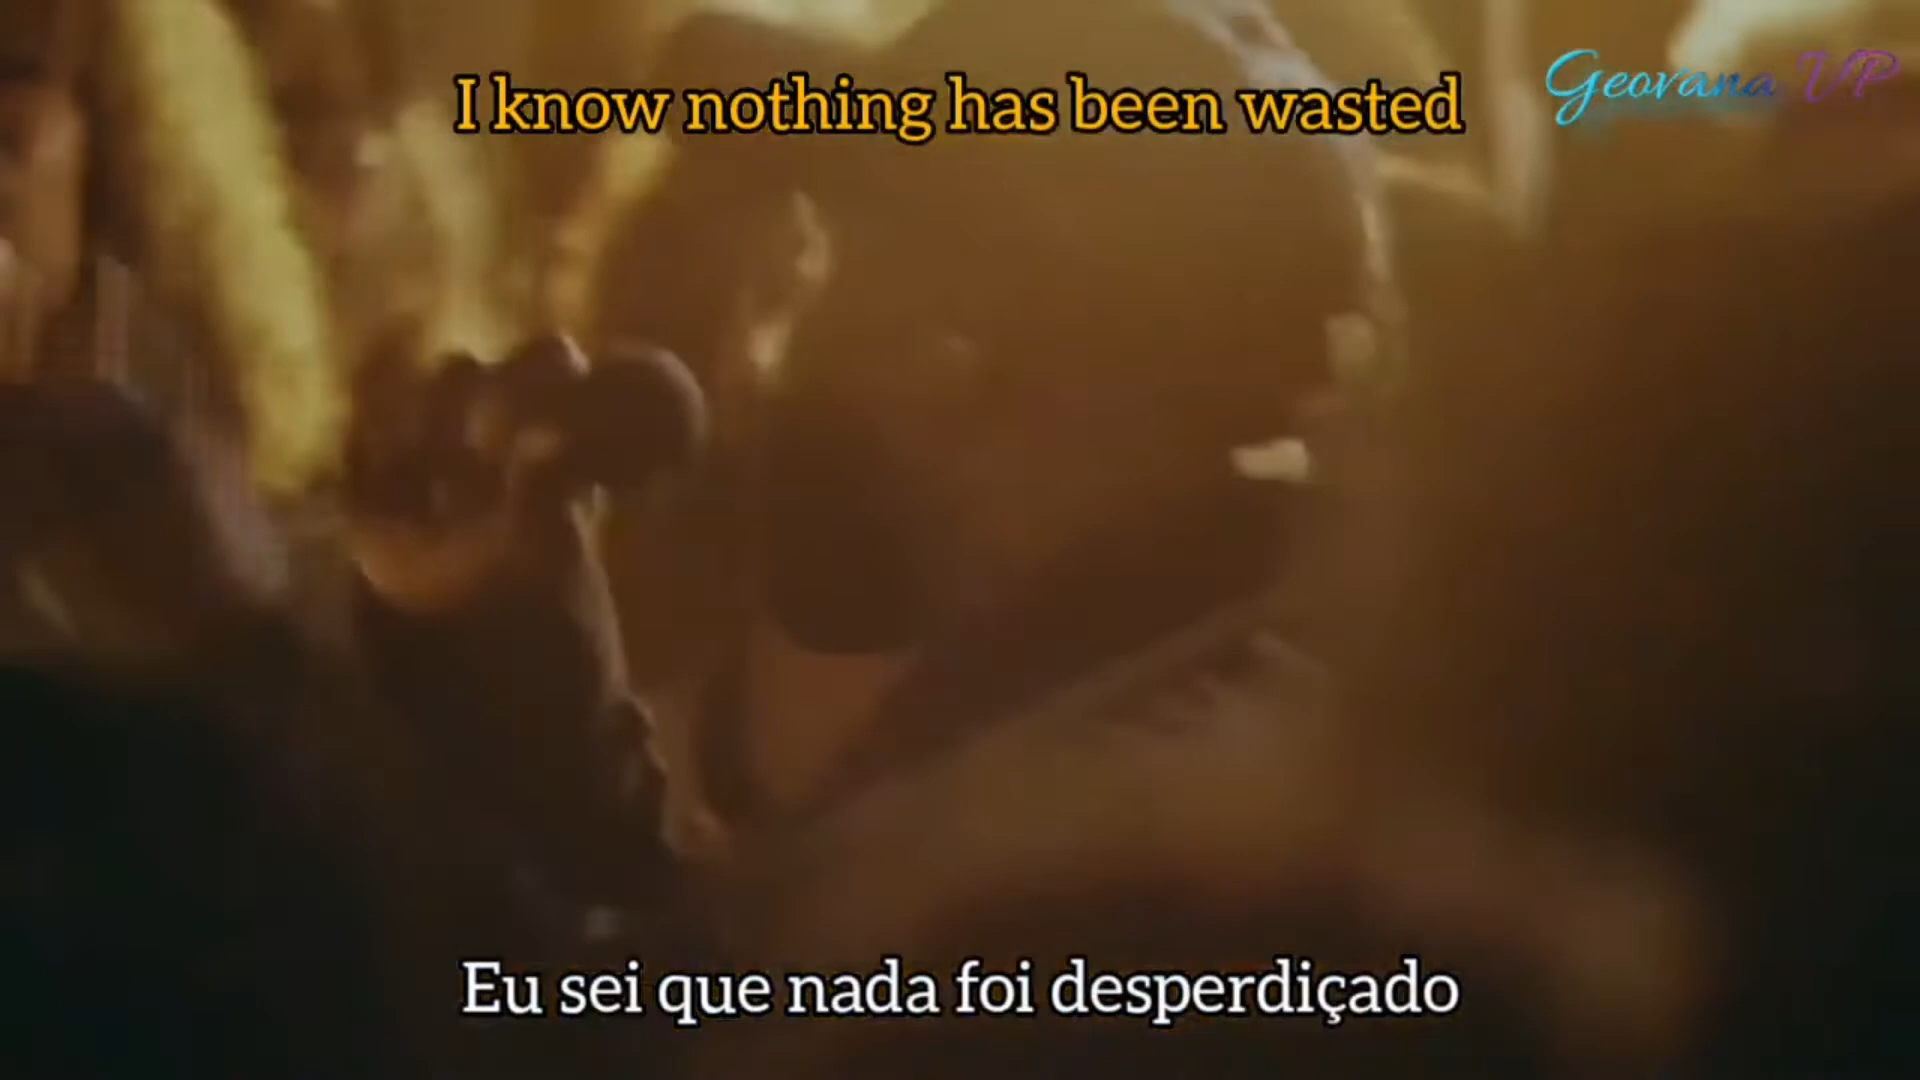 I know nothing has been wasted
Geovana VP
Eu sei que nada foi desperdiçado